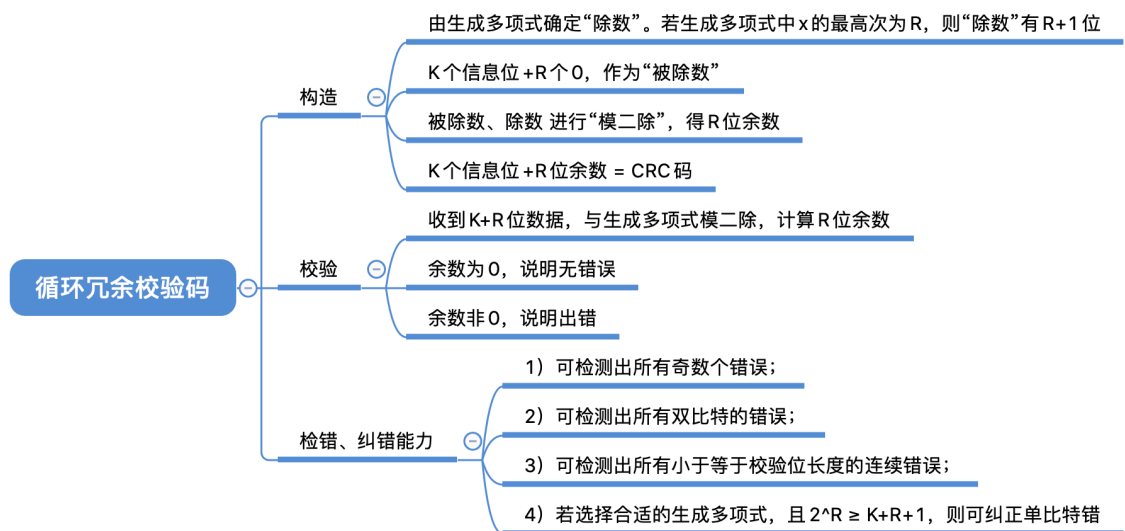 循环冗余校验码
构造
由生成多项式确定“除数”。若生成多项式中x的最高次为R，则“除数”有R+1位
K个信息位+R个0，作为“被除数”
被除数、除数 进行“模二除”，得R位余数
K个信息位+R位余数 = CRC码
校验
收到K+R位数据，与生成多项式模二除，计算R位余数
余数为0，说明无错误
余数非0，说明出错
检错、纠错能力
1）可检测出所有奇数个错误；
2）可检测出所有双比特的错误；
3）可检测出所有小于等于校验位长度的连续错误；
4）若选择合适的生成多项式，且2^R ≥ K+R+1，则可纠正单比特错